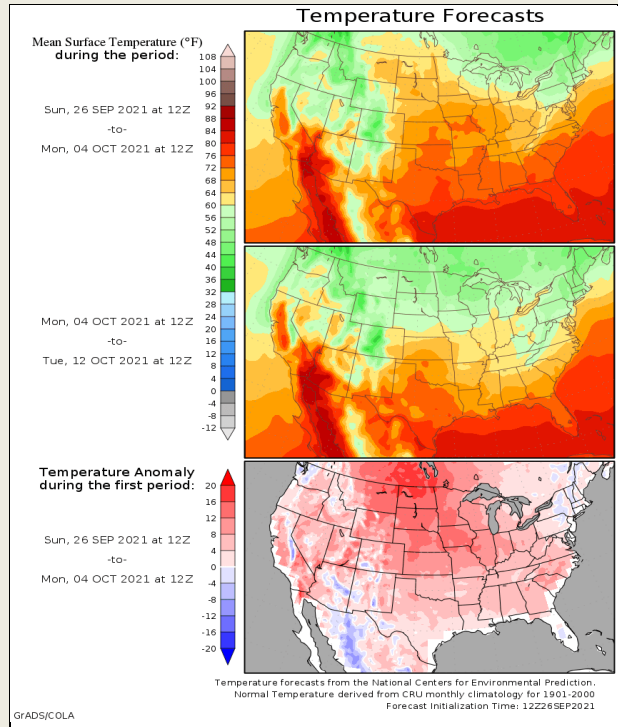 Temperature Forecasts
Mean Surface Temperature (°F)
during the period:
Sun, 26 SEP 2021 at 12Z
-to-
Mon, 04 OCT 2021 at 12Z
108
104
100
96
92
88
84
80
76
72
68
64
60
56
52
48
44
40
36
32
28
24
20
16
12
8
4
0
-4
-8
-12
Mon, 04 OCT 2021 at 12Z
-to-
Tue, 12 OCT 2021 at 12Z
Temperature Anomaly
during the first period:
Sun, 26 SEP 2021 at 12Z
-to-
Mon, 04 OCT 2021 at 12Z
20
16
12
8
4
0
-4
-8
-12
-16
-20
Temperature forecasts from the National Centers for Environmental Prediction.
Normal Temperature derived from CRU monthly climatology for 1901-2000
Forecast Initialization Time: 12Z26SEP2021
GrADS/COLA